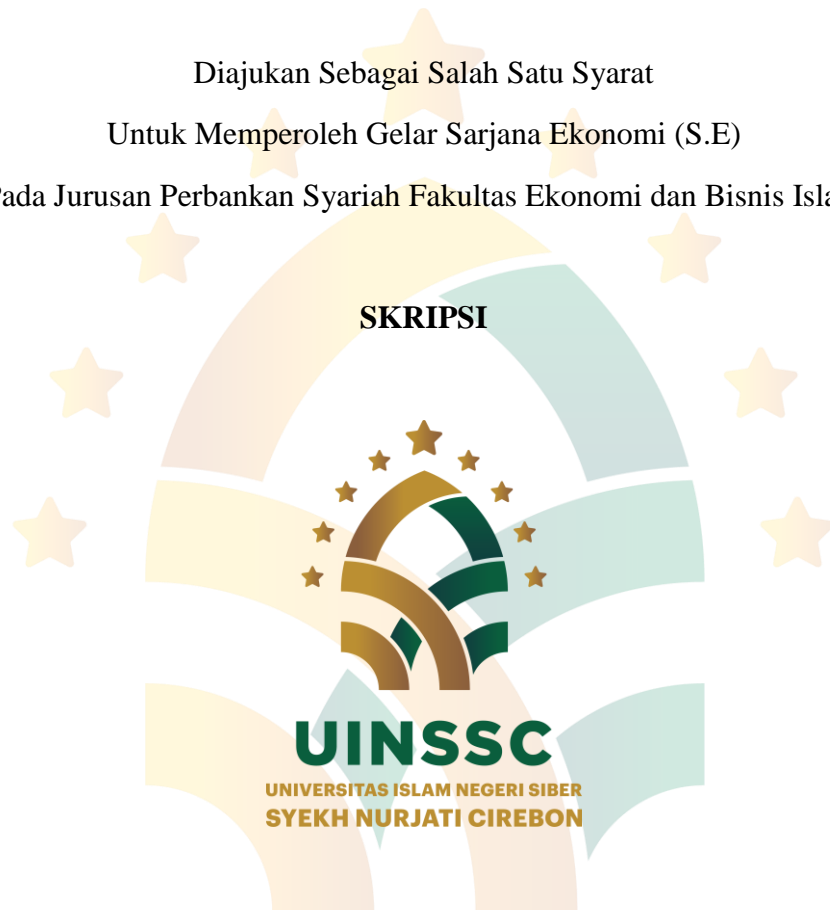 Diajukan Sebagai Salah Satu Syarat
Untuk Memperoleh Gelar Sarjana Ekonomi (S.E)
Jurusan Perbankan Syariah Fakultas Ekonomi dan Bisnis
SKRIPSI
UINSSC
UNIVERSITAS ISLAM NEGERI SIBER
SYEKH NURJATI CIREBON